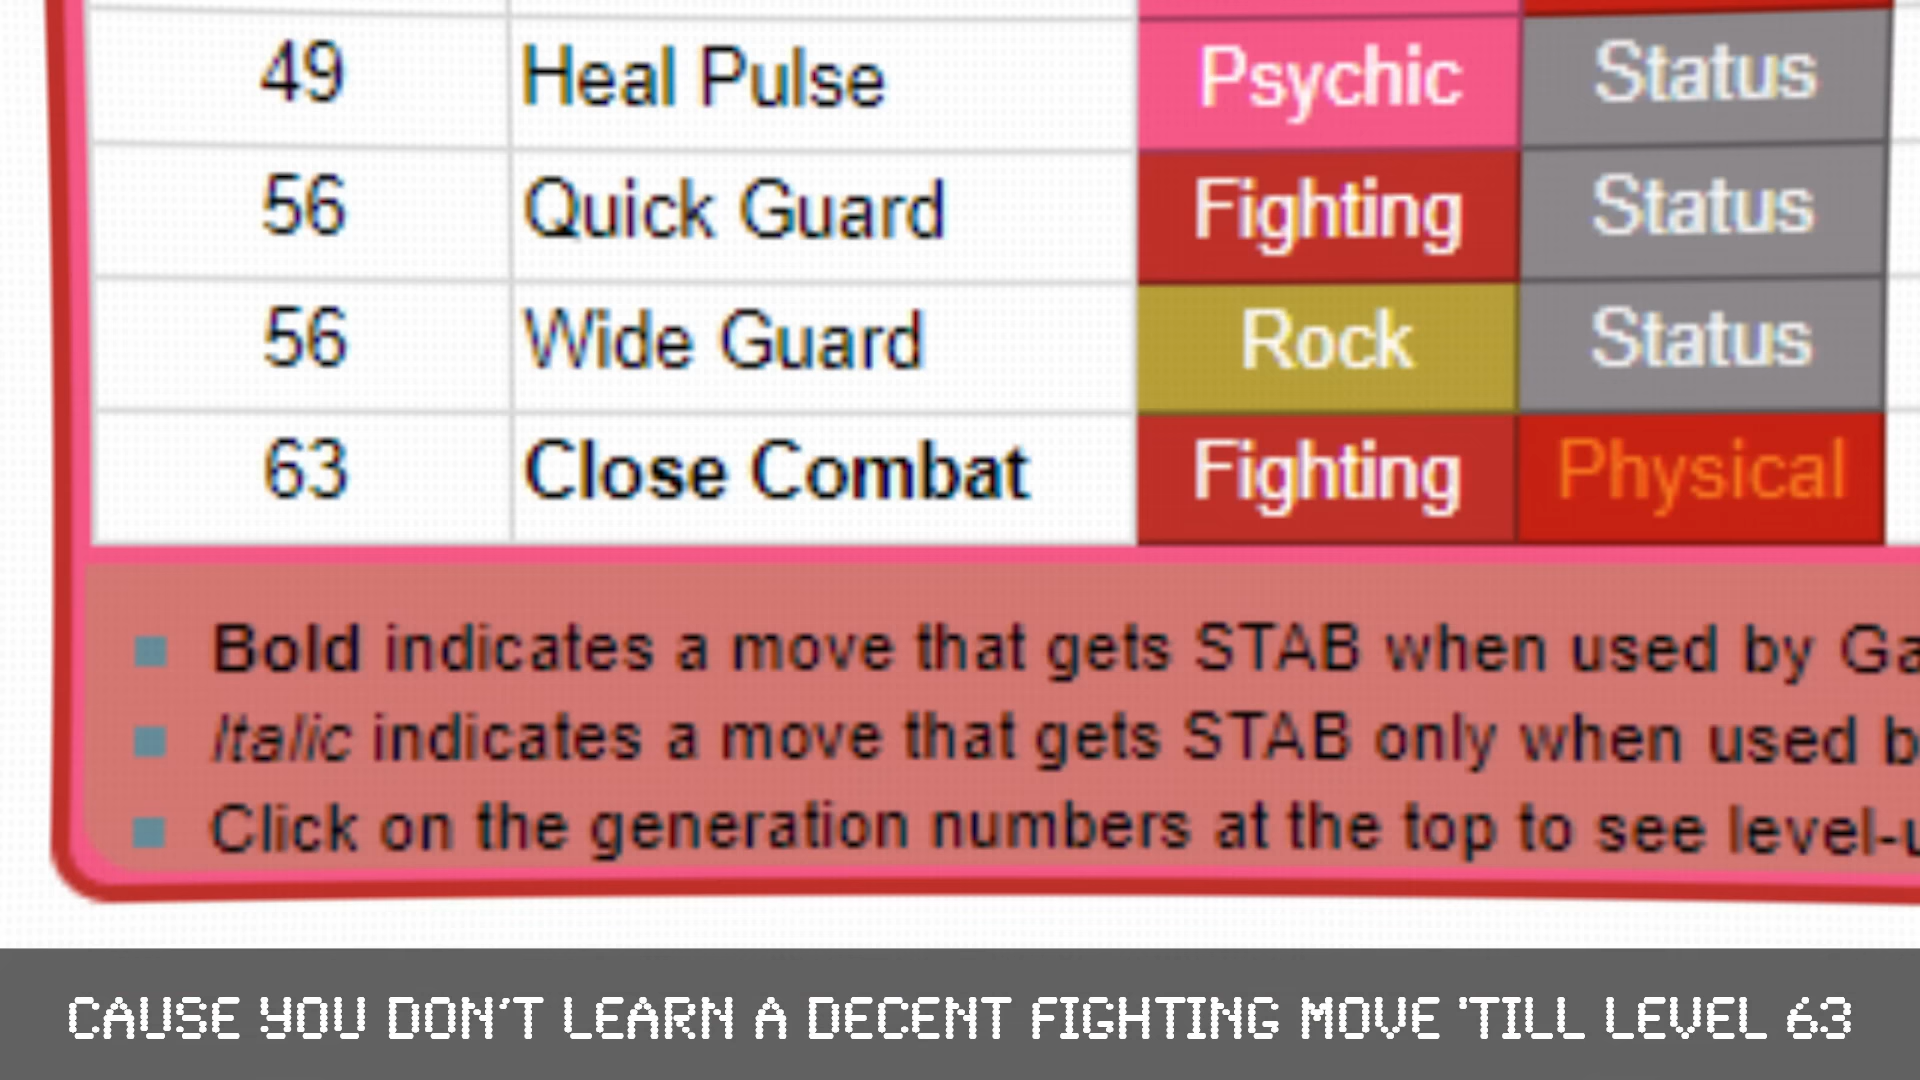 49 Heal Pulse Psychic Status
56 Quick Guard Fighting Status
56 Wide Guard Rock Status
63 Close Combat Fighting Physical
Bold indicates a move that gets STAB when used by Ga
Italic indicates a move that gets STAB only when used b
Click on the generation numbers at the top to see level-u
CAUSE YOU DON'T LEARN A DECENT FIGHTING MOVE 'TILL LEVEL 63